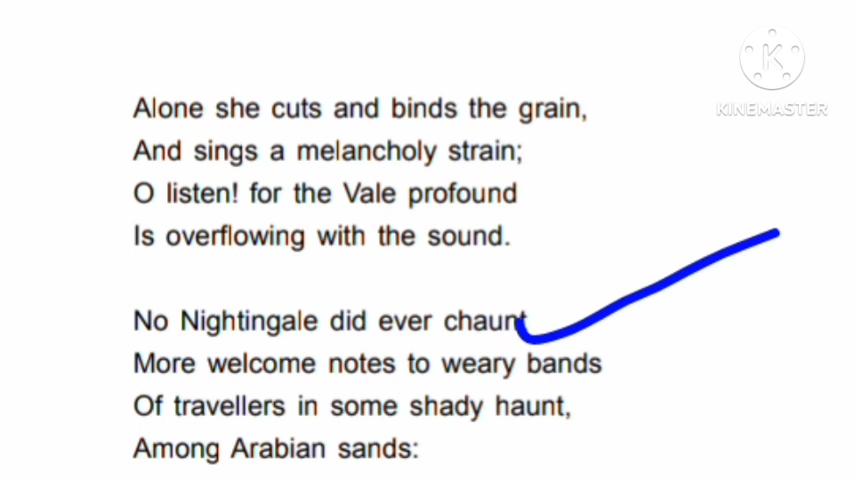 KINEMASTER
Alone she cuts and binds the grain,
And sings a melancholy strain;
O listen! for the Vale profound
Is overflowing with the sound.
No Nightingale did ever chaunt
More welcome notes to weary bands
Of travellers in some shady haunt,
Among Arabian sands: